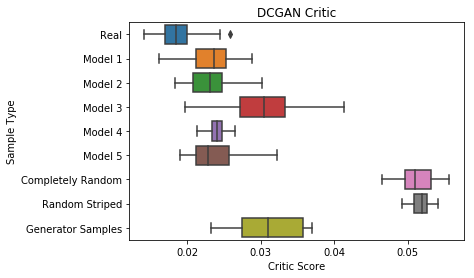 DCGAN Critic
Sample Type
Real
Model 1
Model 2
Model 3
Model 4
Model 5
Completely Random
Random Striped
Generator Samples
0.02 0.03 0.04 0.05
Critic Score